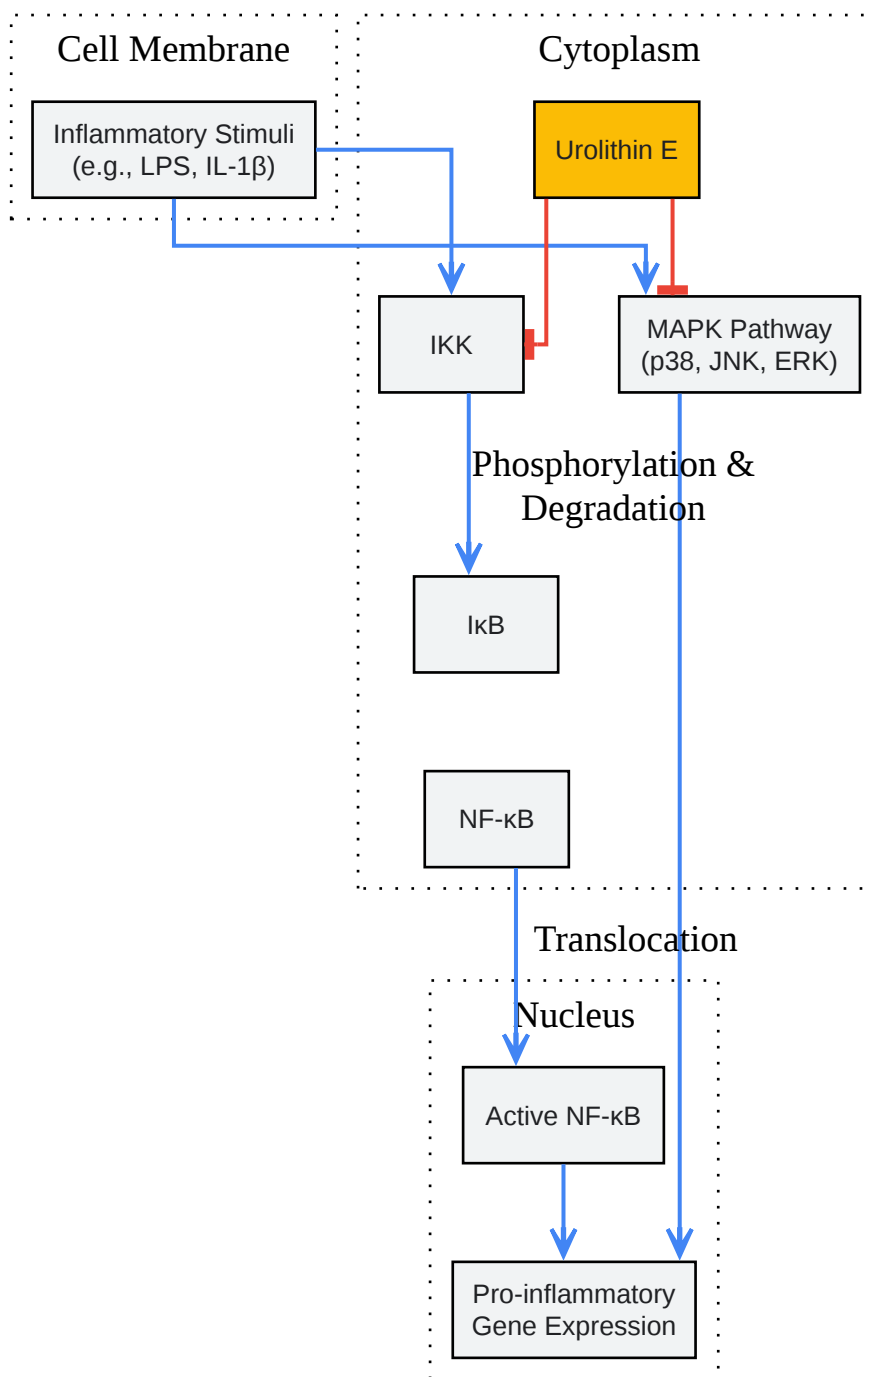 Cell Membrane
Cytoplasm
Inflammatory Stimuli
(e.g., LPS, IL-1β)
Urolithin E
IKK
MAPK Pathway
(p38, JNK, ERK)
Phosphorylation &
Degradation
IκB
NF-κB
Translocation
Nucleus
Active NF-κB
Pro-inflammatory
Gene Expression